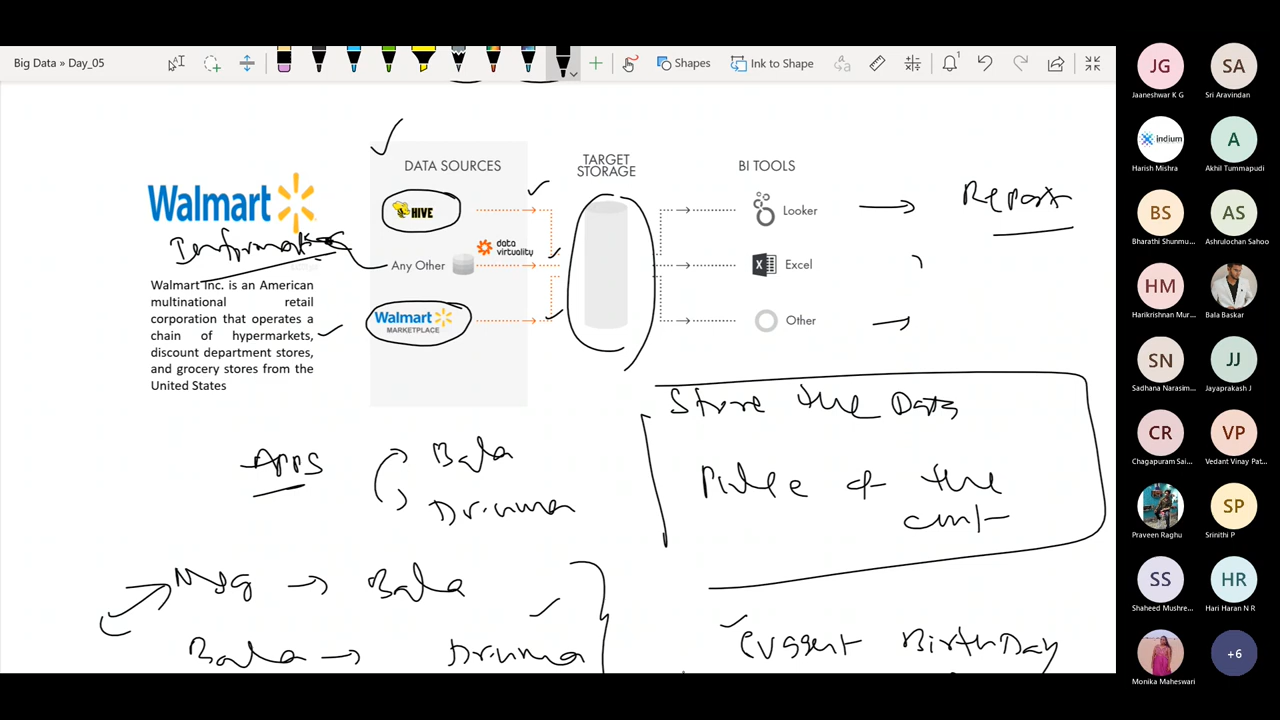 Big Data » Day_05
Shapes
Ink to Shape
Walmart
Walmart Inc. is an American
multinational retail
corporation that operates a
chain of hypermarkets,
discount department stores,
and grocery stores from the
United States
DATA SOURCES
HIVE
Any Other
data
virtuality
Walmart
MARKETPLACE
TARGET
STORAGE
BI TOOLS
Looker
Excel
Other
Store the Data
of the
Apps
Bala
Msg → Bala
Bala →
BirthDay
JG
Jaaneshwar K G
SA
Sri Aravindan
indium
Harish Mishra
A
Akhil Tummapudi
BS
Bharathi Shunmu...
AS
Ashrulochan Sahoo
HM
Harikrishnan Mur...
Bala Baskar
SN
Sadhana Narasim...
JJ
Jayaprakash J
CR
Chagapuram Sai...
VP
Vedant Vinay Pat...
Praveen Raghu
SP
Srinithi P
SS
Shaheed Mushre...
HR
Hari Haran N R
Monika Maheswari
+6